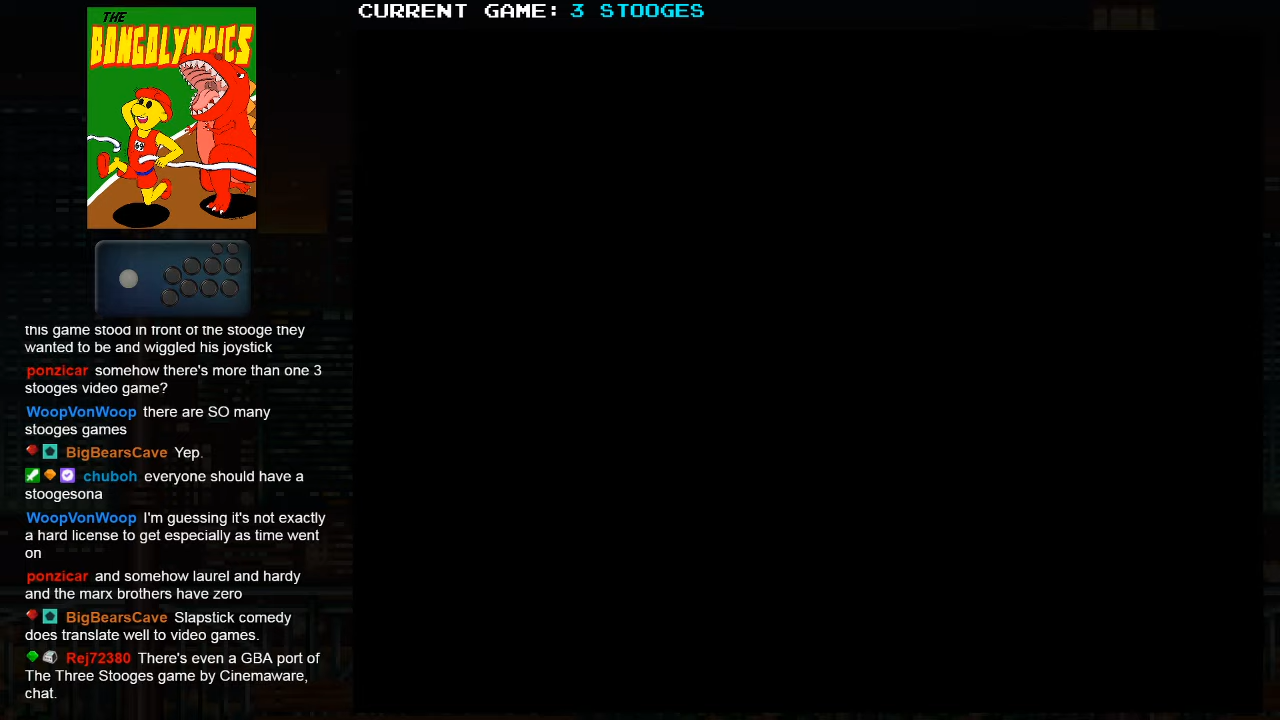 CURRENT GAME: 3 STOOGES
THE
BONGOLYMPICS
69
this game stood in front of the stooge they
wanted to be and wiggled his joystick
ponzicar somehow there's more than one 3
stooges video game?
WoopVonWoop there are SO many
stooges games
BigBearsCave Yep.
chuboh everyone should have a
stoogesona
WoopVonWoop I'm guessing it's not exactly
a hard license to get especially as time went
on
ponzicar and somehow laurel and hardy
and the marx brothers have zero
BigBearsCave Slapstick comedy
does translate well to video games.
Rej72380 There's even a GBA port of
The Three Stooges game by Cinemaware,
chat.